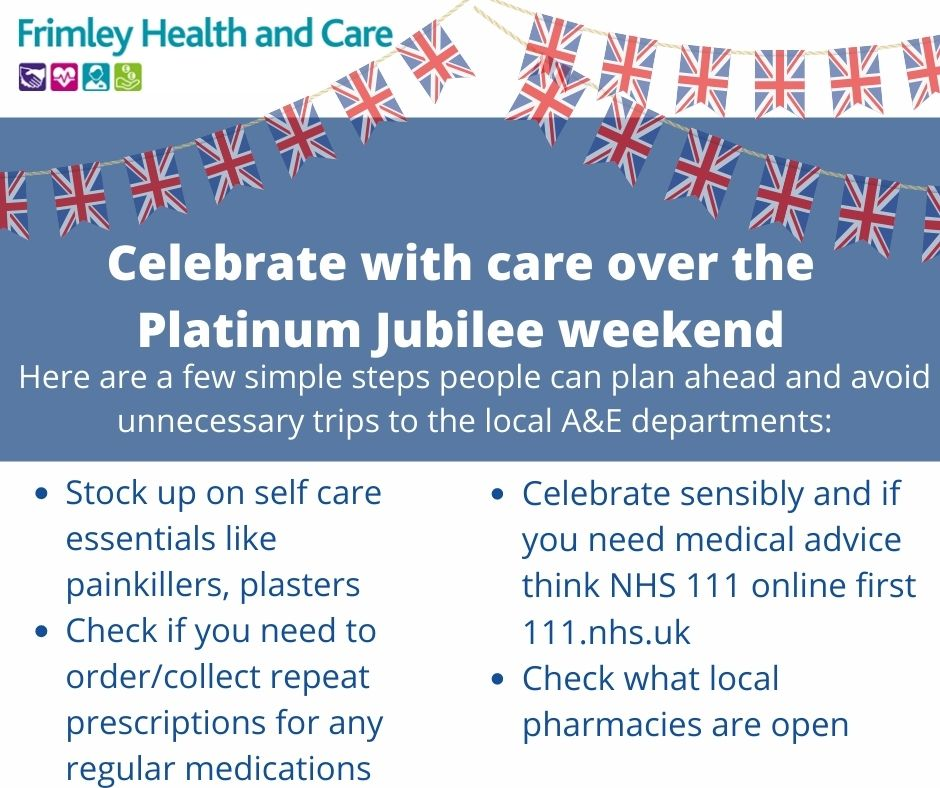 Frimley Health and Care
Celebrate with care over the
Platinum Jubilee weekend
Here are a few simple steps people can plan ahead and avoid
unnecessary trips to the local A&E departments:
• Stock up on self care
essentials like
painkillers, plasters
• Check if you need to
order/collect repeat
prescriptions for any
regular medications
• Celebrate sensibly and if
you need medical advice
think NHS 111 online first
111.nhs.uk
• Check what local
pharmacies are open